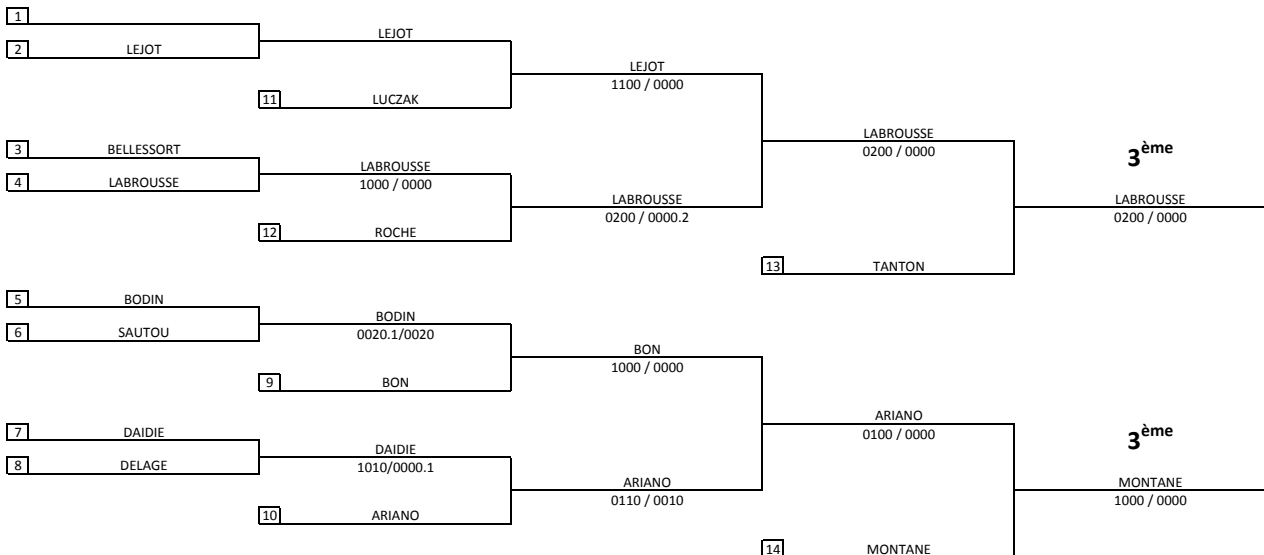 1
LEJOT
2 LEJOT
LEJOT
1100 / 0000
11 LUCZAK
LABROUSSE
0200 / 0000
3ème
3 BELLESSORT
LABROUSSE
1000 / 0000
4 LABROUSSE
LABROUSSE
0200 / 0000.2
LABROUSSE
0200 / 0000
12 ROCHE
13 TANTON
5 BODIN
BODIN
0020.1/0020
6 SAUTOU
BON
1000 / 0000
9 BON
ARIANO
0100 / 0000
3ème
7 DAIDIE
DAIDIE
1010/0000.1
8 DELAGE
ARIANO
0110 / 0010
MONTANE
1000 / 0000
10 ARIANO
14 MONTANE